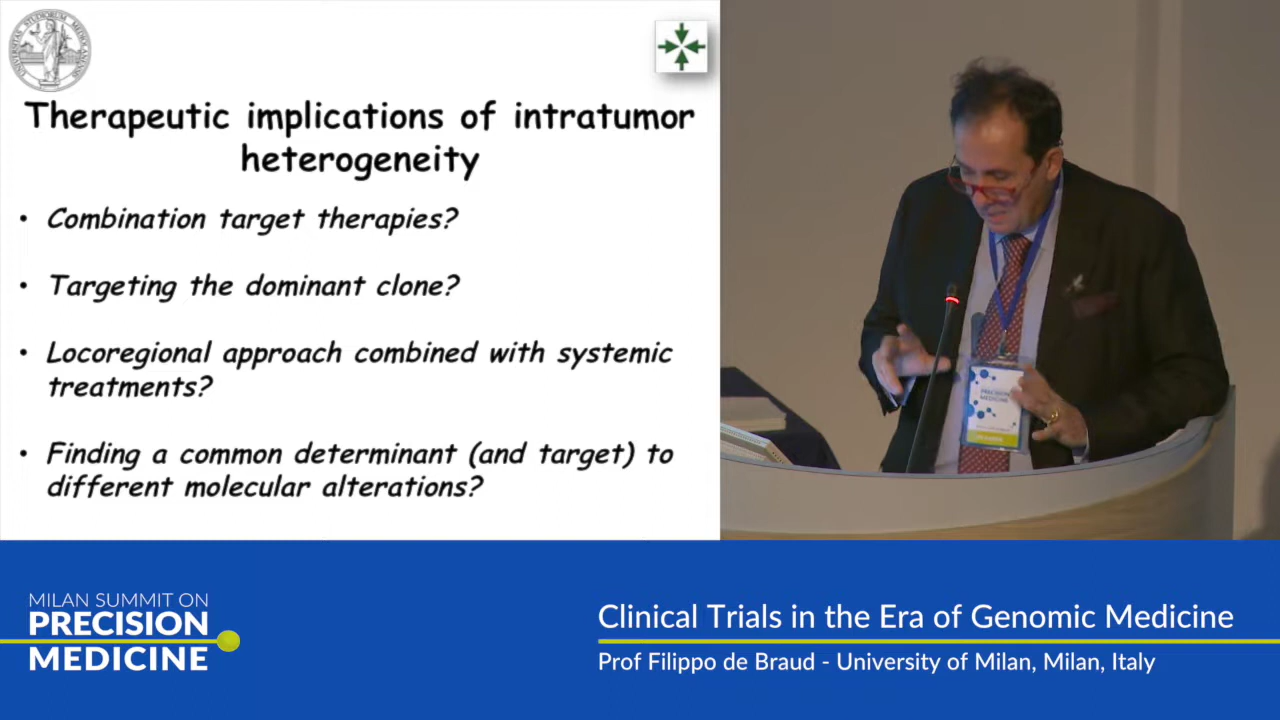 Therapeutic implications of intratumor
heterogeneity
• Combination target therapies?
• Targeting the dominant clone?
• Locoregional approach combined with systemic
treatments?
• Finding a common determinant (and target) to
different molecular alterations?
PRECISION
MEDICINE
MILAN SUMMIT ON
PRECISION
MEDICINE
Clinical Trials in the Era of Genomic Medicine
Prof Filippo de Braud - University of Milan, Milan, Italy